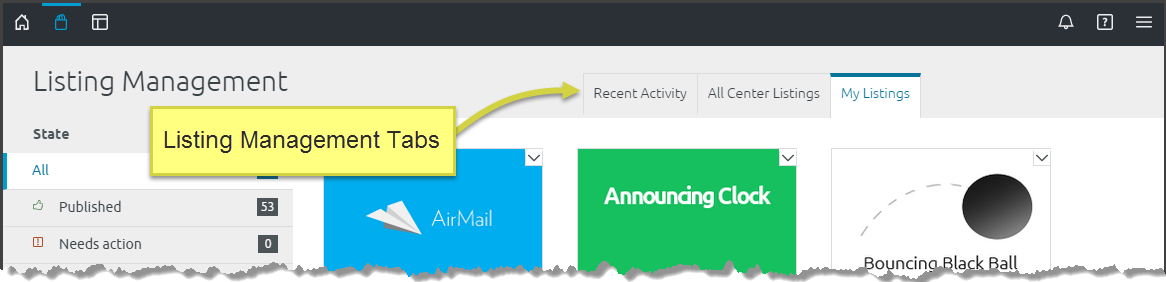 Listing Management
Recent Activity
All Center Listings
My Listings
Listing Management Tabs
State
All
Published
53
Needs action
0
AirMail
Announcing Clock
Bouncing Black Ball